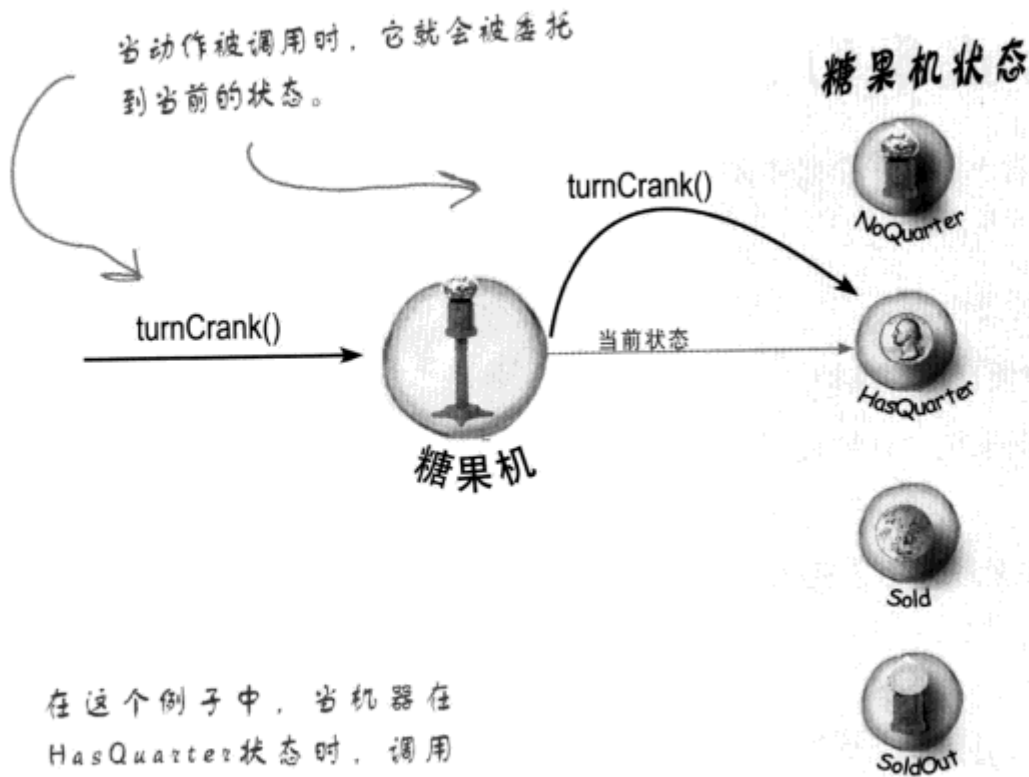 当动作被调用时，它就会被委托
到当前的状态。
糖果机状态
turnCrank()
NoQuarter
turnCrank()
当前状态
HasQuarter
糖果机
Sold
在这个例子中，当机器在
HasQuarter状态时，调用
SoldOut